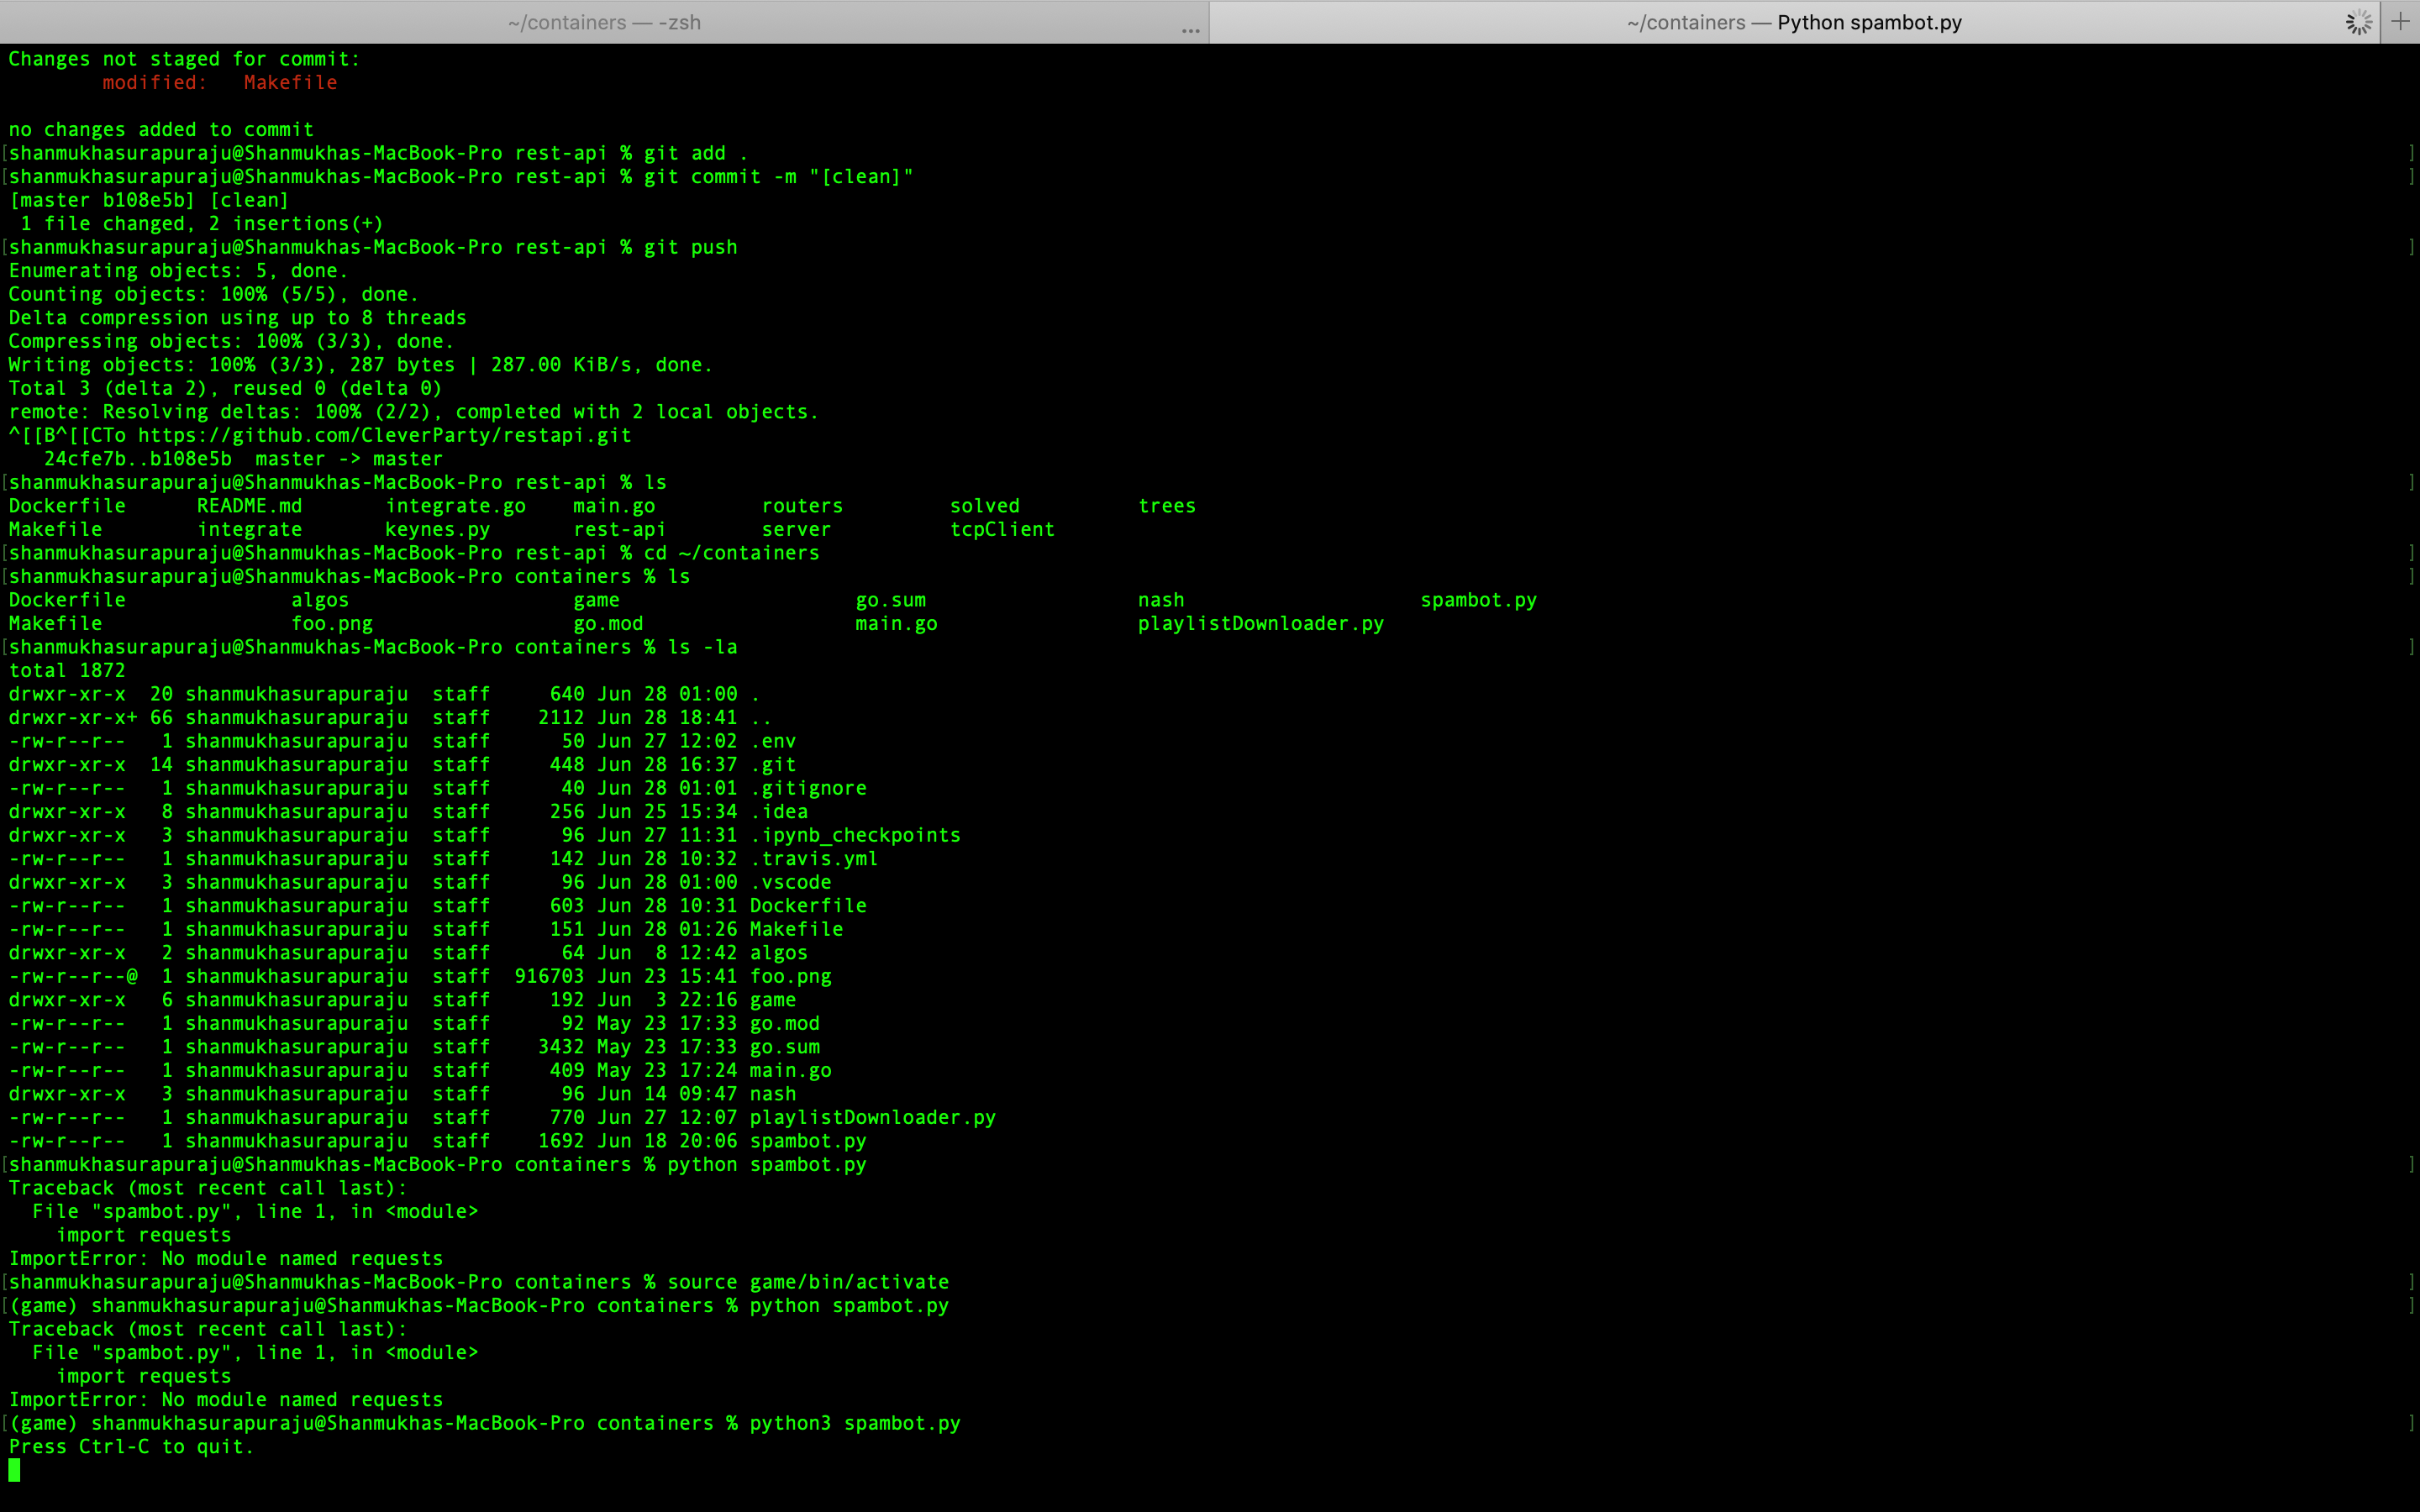 ~/containers — -zsh
...
~/containers — Python spambot.py
+
Changes not staged for commit:
        modified:   Makefile
no changes added to commit
[shanmukhasurapuraju@Shanmukhas-MacBook-Pro rest-api % git add . ]
[shanmukhasurapuraju@Shanmukhas-MacBook-Pro rest-api % git commit -m "[clean]" ]
[master b108e5b] [clean]
 1 file changed, 2 insertions(+)
[shanmukhasurapuraju@Shanmukhas-MacBook-Pro rest-api % git push ]
Enumerating objects: 5, done.
Counting objects: 100% (5/5), done.
Delta compression using up to 8 threads
Compressing objects: 100% (3/3), done.
Writing objects: 100% (3/3), 287 bytes | 287.00 KiB/s, done.
Total 3 (delta 2), reused 0 (delta 0)
remote: Resolving deltas: 100% (2/2), completed with 2 local objects.
^[[B^[[CTo https://github.com/CleverParty/restapi.git
   24cfe7b..b108e5b  master -> master
[shanmukhasurapuraju@Shanmukhas-MacBook-Pro rest-api % ls ]
Dockerfile      README.md       integrate.go    main.go         routers         solved          trees
Makefile        integrate       keynes.py       rest-api        server          tcpClient
[shanmukhasurapuraju@Shanmukhas-MacBook-Pro rest-api % cd ~/containers ]
[shanmukhasurapuraju@Shanmukhas-MacBook-Pro containers % ls ]
Dockerfile              algos                   game                    go.sum                  nash                    spambot.py
Makefile                foo.png                 go.mod                  main.go                 playlistDownloader.py
[shanmukhasurapuraju@Shanmukhas-MacBook-Pro containers % ls -la ]
total 1872
drwxr-xr-x  20 shanmukhasurapuraju  staff     640 Jun 28 01:00 .
drwxr-xr-x+ 66 shanmukhasurapuraju  staff    2112 Jun 28 18:41 ..
-rw-r--r--   1 shanmukhasurapuraju  staff      50 Jun 27 12:02 .env
drwxr-xr-x  14 shanmukhasurapuraju  staff     448 Jun 28 16:37 .git
-rw-r--r--   1 shanmukhasurapuraju  staff      40 Jun 28 01:01 .gitignore
drwxr-xr-x   8 shanmukhasurapuraju  staff     256 Jun 25 15:34 .idea
drwxr-xr-x   3 shanmukhasurapuraju  staff      96 Jun 27 11:31 .ipynb_checkpoints
-rw-r--r--   1 shanmukhasurapuraju  staff     142 Jun 28 10:32 .travis.yml
drwxr-xr-x   3 shanmukhasurapuraju  staff      96 Jun 28 01:00 .vscode
-rw-r--r--   1 shanmukhasurapuraju  staff     603 Jun 28 10:31 Dockerfile
-rw-r--r--   1 shanmukhasurapuraju  staff     151 Jun 28 01:26 Makefile
drwxr-xr-x   2 shanmukhasurapuraju  staff      64 Jun  8 12:42 algos
-rw-r--r--@  1 shanmukhasurapuraju  staff  916703 Jun 23 15:41 foo.png
drwxr-xr-x   6 shanmukhasurapuraju  staff     192 Jun  3 22:16 game
-rw-r--r--   1 shanmukhasurapuraju  staff      92 May 23 17:33 go.mod
-rw-r--r--   1 shanmukhasurapuraju  staff    3432 May 23 17:33 go.sum
-rw-r--r--   1 shanmukhasurapuraju  staff     409 May 23 17:24 main.go
drwxr-xr-x   3 shanmukhasurapuraju  staff      96 Jun 14 09:47 nash
-rw-r--r--   1 shanmukhasurapuraju  staff     770 Jun 27 12:07 playlistDownloader.py
-rw-r--r--   1 shanmukhasurapuraju  staff    1692 Jun 18 20:06 spambot.py
[shanmukhasurapuraju@Shanmukhas-MacBook-Pro containers % python spambot.py ]
Traceback (most recent call last):
  File "spambot.py", line 1, in <module>
    import requests
ImportError: No module named requests
[shanmukhasurapuraju@Shanmukhas-MacBook-Pro containers % source game/bin/activate ]
[(game) shanmukhasurapuraju@Shanmukhas-MacBook-Pro containers % python spambot.py ]
Traceback (most recent call last):
  File "spambot.py", line 1, in <module>
    import requests
ImportError: No module named requests
[(game) shanmukhasurapuraju@Shanmukhas-MacBook-Pro containers % python3 spambot.py ]
Press Ctrl-C to quit.